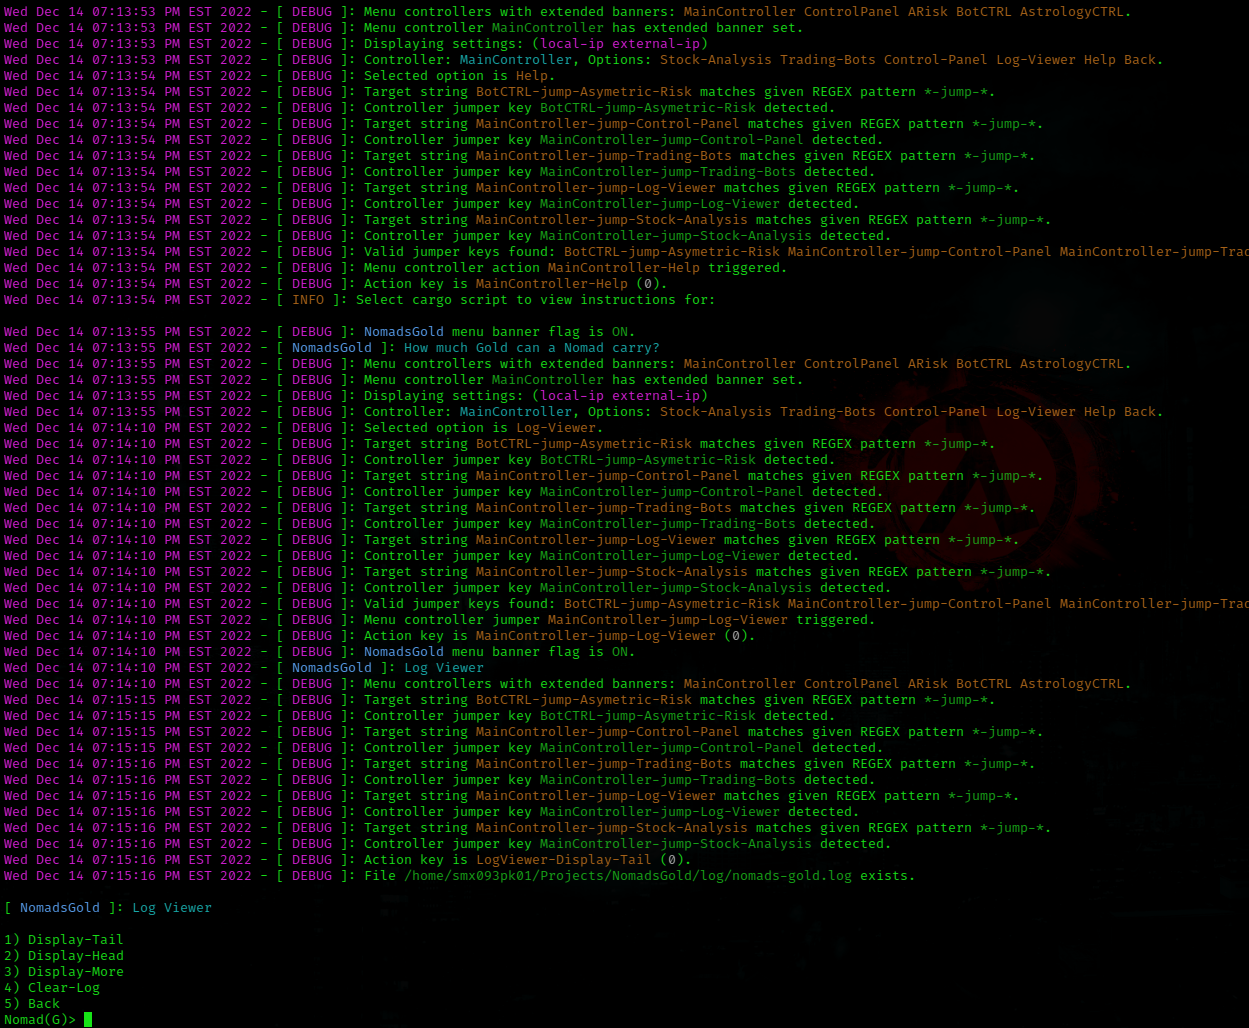 Wed Dec 14 07:13:53 PM EST 2022 - [ DEBUG ]: Menu controllers with extended banners: MainController ControlPanel ARisk BotCTRL AstrologyCTRL.
Wed Dec 14 07:13:53 PM EST 2022 - [ DEBUG ]: Menu controller MainController has extended banner set.
Wed Dec 14 07:13:53 PM EST 2022 - [ DEBUG ]: Displaying settings: (local-ip external-ip)
Wed Dec 14 07:13:53 PM EST 2022 - [ DEBUG ]: Controller: MainController, Options: Stock-Analysis Trading-Bots Control-Panel Log-Viewer Help Back.
Wed Dec 14 07:13:54 PM EST 2022 - [ DEBUG ]: Selected option is Help.
Wed Dec 14 07:13:54 PM EST 2022 - [ DEBUG ]: Target string BotCTRL-jump-Asymetric-Risk matches given REGEX pattern *-jump-*.
Wed Dec 14 07:13:54 PM EST 2022 - [ DEBUG ]: Controller jumper key BotCTRL-jump-Asymetric-Risk detected.
Wed Dec 14 07:13:54 PM EST 2022 - [ DEBUG ]: Target string MainController-jump-Control-Panel matches given REGEX pattern *-jump-*.
Wed Dec 14 07:13:54 PM EST 2022 - [ DEBUG ]: Controller jumper key MainController-jump-Control-Panel detected.
Wed Dec 14 07:13:54 PM EST 2022 - [ DEBUG ]: Target string MainController-jump-Trading-Bots matches given REGEX pattern *-jump-*.
Wed Dec 14 07:13:54 PM EST 2022 - [ DEBUG ]: Controller jumper key MainController-jump-Trading-Bots detected.
Wed Dec 14 07:13:54 PM EST 2022 - [ DEBUG ]: Target string MainController-jump-Log-Viewer matches given REGEX pattern *-jump-*.
Wed Dec 14 07:13:54 PM EST 2022 - [ DEBUG ]: Controller jumper key MainController-jump-Log-Viewer detected.
Wed Dec 14 07:13:54 PM EST 2022 - [ DEBUG ]: Target string MainController-jump-Stock-Analysis matches given REGEX pattern *-jump-*.
Wed Dec 14 07:13:54 PM EST 2022 - [ DEBUG ]: Controller jumper key MainController-jump-Stock-Analysis detected.
Wed Dec 14 07:13:54 PM EST 2022 - [ DEBUG ]: Valid jumper keys found: BotCTRL-jump-Asymetric-Risk MainController-jump-Control-Panel MainController-jump-Trac
Wed Dec 14 07:13:54 PM EST 2022 - [ DEBUG ]: Menu controller action MainController-Help triggered.
Wed Dec 14 07:13:54 PM EST 2022 - [ DEBUG ]: Action key is MainController-Help (0).
Wed Dec 14 07:13:54 PM EST 2022 - [ INFO ]: Select cargo script to view instructions for:
Wed Dec 14 07:13:55 PM EST 2022 - [ DEBUG ]: NomadsGold menu banner flag is ON.
Wed Dec 14 07:13:55 PM EST 2022 - [ NomadsGold ]: How much Gold can a Nomad carry?
Wed Dec 14 07:13:55 PM EST 2022 - [ DEBUG ]: Menu controllers with extended banners: MainController ControlPanel ARisk BotCTRL AstrologyCTRL.
Wed Dec 14 07:13:55 PM EST 2022 - [ DEBUG ]: Menu controller MainController has extended banner set.
Wed Dec 14 07:13:55 PM EST 2022 - [ DEBUG ]: Displaying settings: (local-ip external-ip)
Wed Dec 14 07:13:55 PM EST 2022 - [ DEBUG ]: Controller: MainController, Options: Stock-Analysis Trading-Bots Control-Panel Log-Viewer Help Back.
Wed Dec 14 07:14:10 PM EST 2022 - [ DEBUG ]: Selected option is Log-Viewer.
Wed Dec 14 07:14:10 PM EST 2022 - [ DEBUG ]: Target string BotCTRL-jump-Asymetric-Risk matches given REGEX pattern *-jump-*.
Wed Dec 14 07:14:10 PM EST 2022 - [ DEBUG ]: Controller jumper key BotCTRL-jump-Asymetric-Risk detected.
Wed Dec 14 07:14:10 PM EST 2022 - [ DEBUG ]: Target string MainController-jump-Control-Panel matches given REGEX pattern *-jump-*.
Wed Dec 14 07:14:10 PM EST 2022 - [ DEBUG ]: Controller jumper key MainController-jump-Control-Panel detected.
Wed Dec 14 07:14:10 PM EST 2022 - [ DEBUG ]: Target string MainController-jump-Trading-Bots matches given REGEX pattern *-jump-*.
Wed Dec 14 07:14:10 PM EST 2022 - [ DEBUG ]: Controller jumper key MainController-jump-Trading-Bots detected.
Wed Dec 14 07:14:10 PM EST 2022 - [ DEBUG ]: Target string MainController-jump-Log-Viewer matches given REGEX pattern *-jump-*.
Wed Dec 14 07:14:10 PM EST 2022 - [ DEBUG ]: Controller jumper key MainController-jump-Log-Viewer detected.
Wed Dec 14 07:14:10 PM EST 2022 - [ DEBUG ]: Target string MainController-jump-Stock-Analysis matches given REGEX pattern *-jump-*.
Wed Dec 14 07:14:10 PM EST 2022 - [ DEBUG ]: Controller jumper key MainController-jump-Stock-Analysis detected.
Wed Dec 14 07:14:10 PM EST 2022 - [ DEBUG ]: Valid jumper keys found: BotCTRL-jump-Asymetric-Risk MainController-jump-Control-Panel MainController-jump-Trac
Wed Dec 14 07:14:10 PM EST 2022 - [ DEBUG ]: Menu controller jumper MainController-jump-Log-Viewer triggered.
Wed Dec 14 07:14:10 PM EST 2022 - [ DEBUG ]: Action key is MainController-jump-Log-Viewer (0).
Wed Dec 14 07:14:10 PM EST 2022 - [ DEBUG ]: NomadsGold menu banner flag is ON.
Wed Dec 14 07:14:10 PM EST 2022 - [ NomadsGold ]: Log Viewer
Wed Dec 14 07:14:10 PM EST 2022 - [ DEBUG ]: Menu controllers with extended banners: MainController ControlPanel ARisk BotCTRL AstrologyCTRL.
Wed Dec 14 07:15:15 PM EST 2022 - [ DEBUG ]: Target string BotCTRL-jump-Asymetric-Risk matches given REGEX pattern *-jump-*.
Wed Dec 14 07:15:15 PM EST 2022 - [ DEBUG ]: Controller jumper key BotCTRL-jump-Asymetric-Risk detected.
Wed Dec 14 07:15:15 PM EST 2022 - [ DEBUG ]: Target string MainController-jump-Control-Panel matches given REGEX pattern *-jump-*.
Wed Dec 14 07:15:15 PM EST 2022 - [ DEBUG ]: Controller jumper key MainController-jump-Control-Panel detected.
Wed Dec 14 07:15:16 PM EST 2022 - [ DEBUG ]: Target string MainController-jump-Trading-Bots matches given REGEX pattern *-jump-*.
Wed Dec 14 07:15:16 PM EST 2022 - [ DEBUG ]: Controller jumper key MainController-jump-Trading-Bots detected.
Wed Dec 14 07:15:16 PM EST 2022 - [ DEBUG ]: Target string MainController-jump-Log-Viewer matches given REGEX pattern *-jump-*.
Wed Dec 14 07:15:16 PM EST 2022 - [ DEBUG ]: Controller jumper key MainController-jump-Log-Viewer detected.
Wed Dec 14 07:15:16 PM EST 2022 - [ DEBUG ]: Target string MainController-jump-Stock-Analysis matches given REGEX pattern *-jump-*.
Wed Dec 14 07:15:16 PM EST 2022 - [ DEBUG ]: Controller jumper key MainController-jump-Stock-Analysis detected.
Wed Dec 14 07:15:16 PM EST 2022 - [ DEBUG ]: Action key is LogViewer-Display-Tail (0).
Wed Dec 14 07:15:16 PM EST 2022 - [ DEBUG ]: File /home/smx093pk01/Projects/NomadsGold/log/nomads-gold.log exists.
[ NomadsGold ]: Log Viewer
1) Display-Tail
2) Display-Head
3) Display-More
4) Clear-Log
5) Back
Nomad(G)>